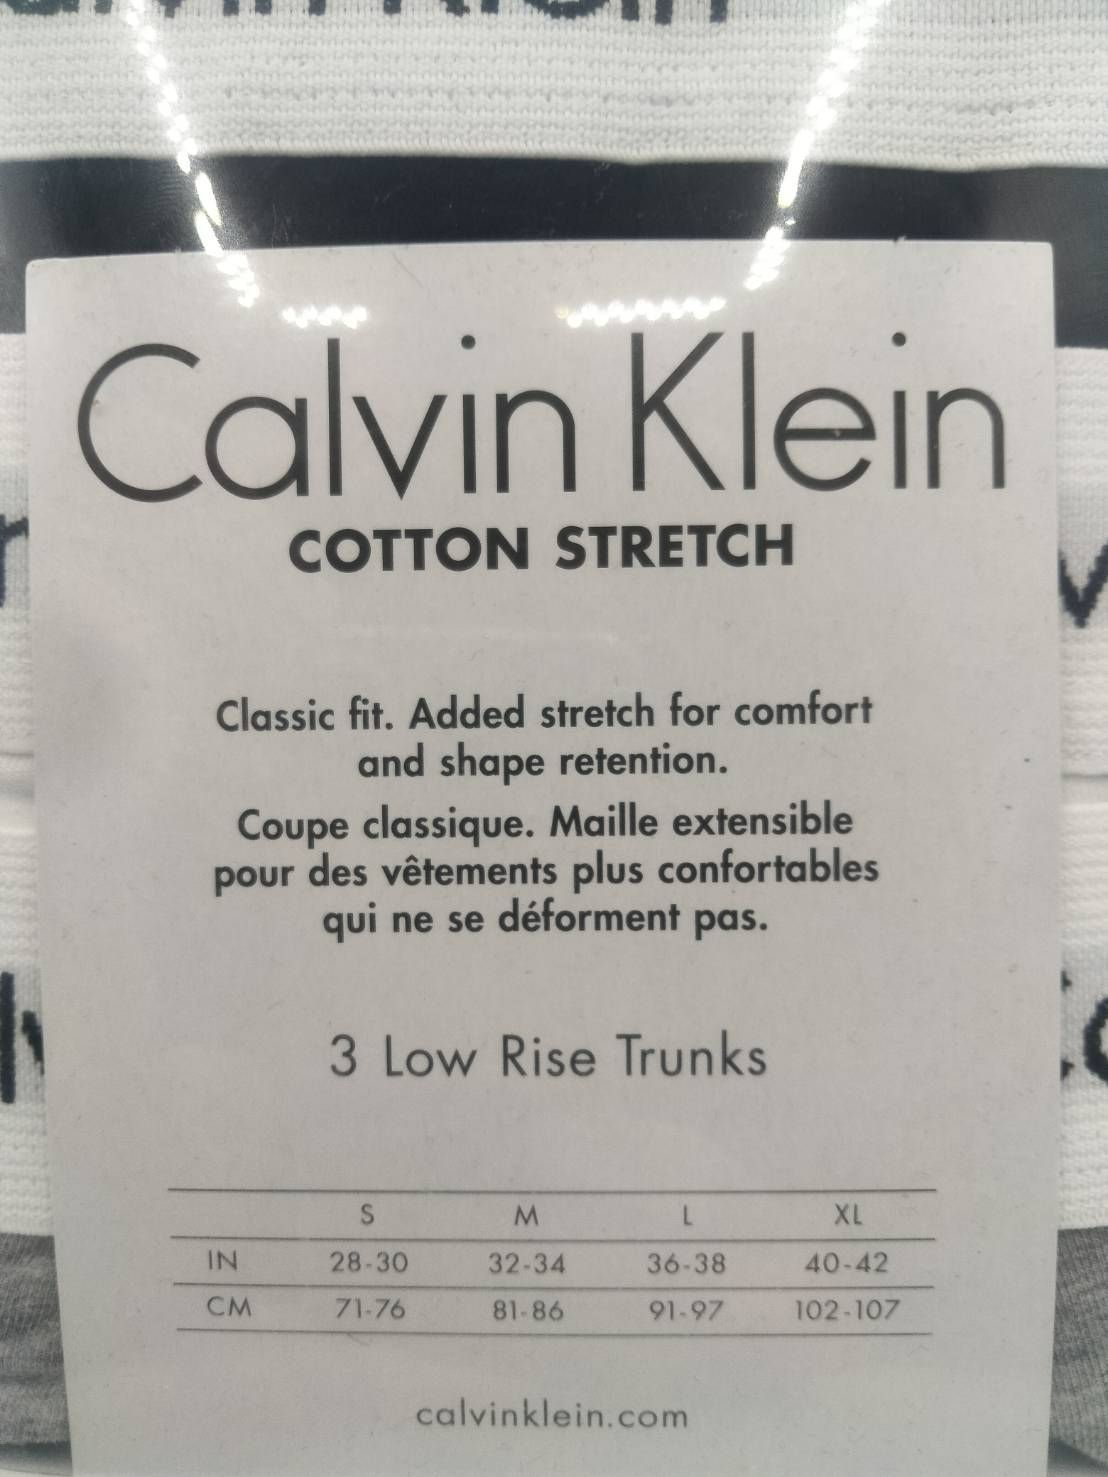 Calvin Klein
Calvin Klein
COTTON STRETCH
Classic fit. Added stretch for comfort
and shape retention.
Coupe classique. Maille extensible
pour des vêtements plus confortables
qui ne se déforment pas.
3 Low Rise Trunks
S M L XL
IN 28-30 32-34 36-38 40-42
CM 71-76 81-86 91-97 102-107
calvinklein.com